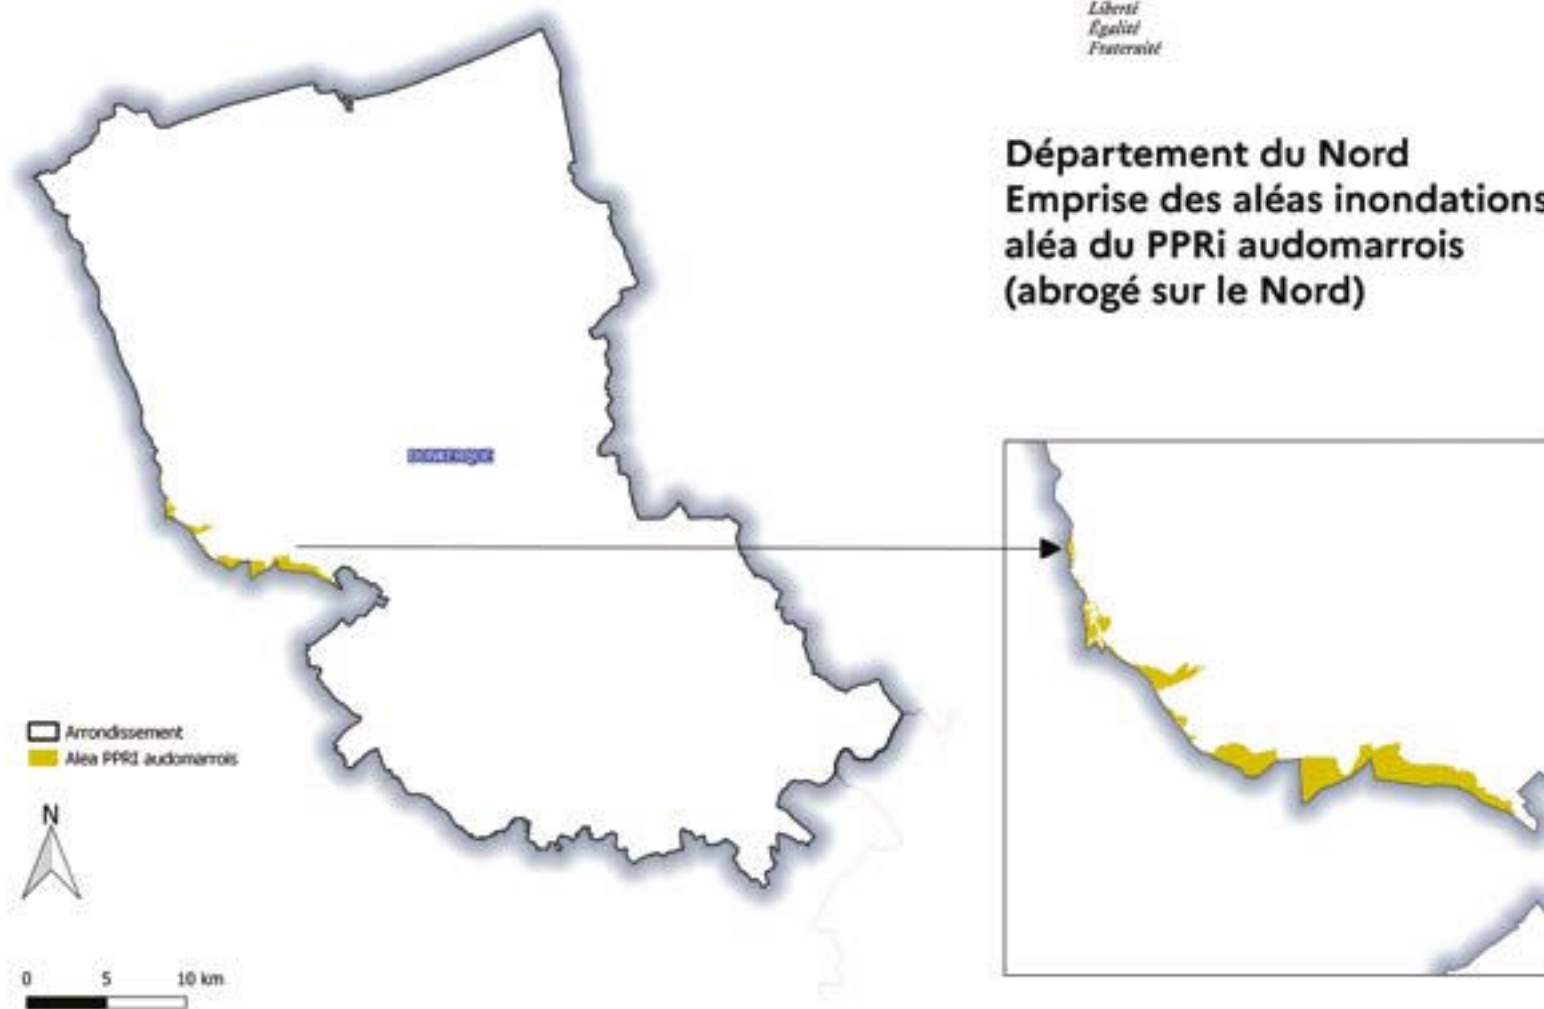 Liberté
Égalité
Fraternité
Département du Nord
Emprise des aléas inondations
aléa du PPRi audomarrois
(abrogé sur le Nord)
DUNKERQUE
Arrondissement
Alea PPRI audomarrois
N
0 5 10 km